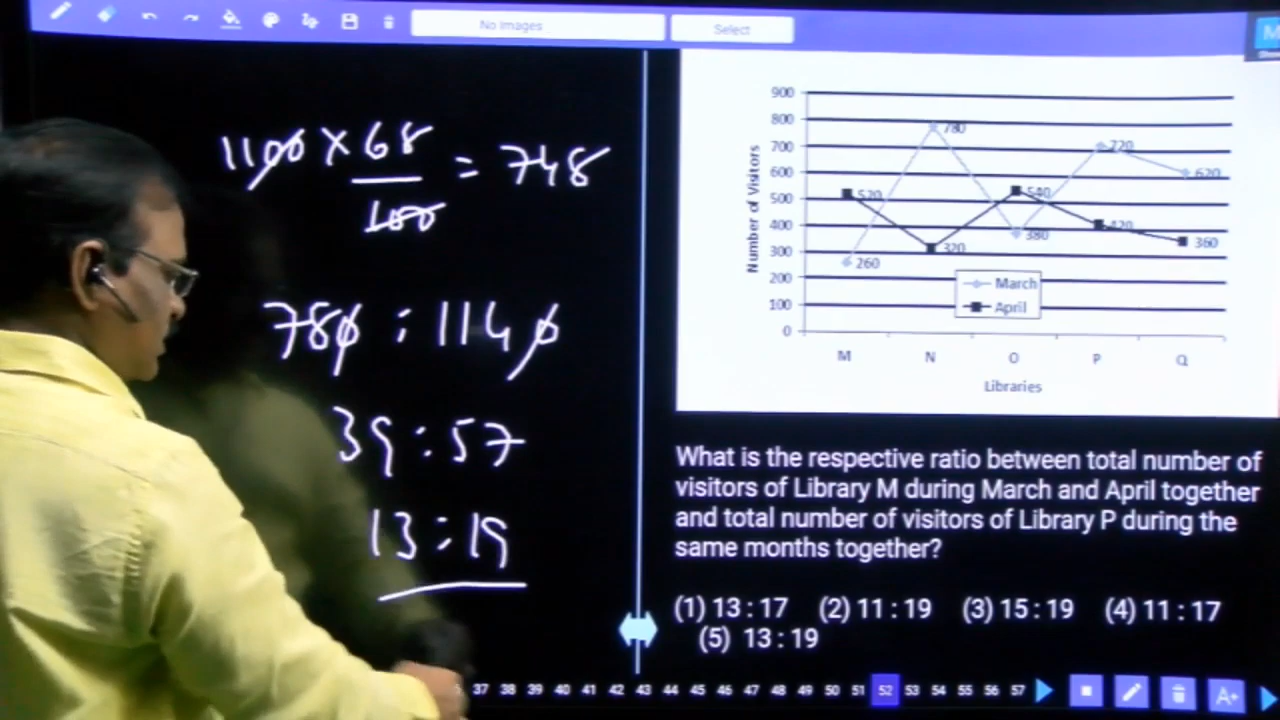 No Images
Select
1100 × 68 = 748
100
780 : 1140
39 : 57
13 : 19
900
800
700
600
500
400
300
200
100
0
Number of Visitors
780
720
620
520
540
420
380
360
320
260
March
April
M N O P Q
Libraries
What is the respective ratio between total number of
visitors of Library M during March and April together
and total number of visitors of Library P during the
same months together?
(1) 13 : 17 (2) 11 : 19 (3) 15 : 19 (4) 11 : 17
(5) 13 : 19
37 38 39 40 41 42 43 44 45 46 47 48 49 50 51 52 53 54 55 56 57
A+